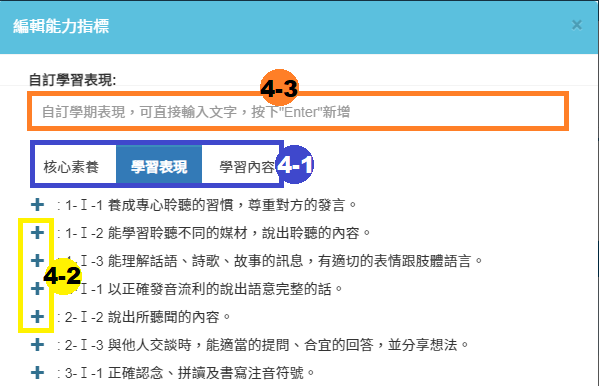 編輯能力指標 ×
自訂學習表現:
4-3
自訂學期表現，可直接輸入文字，按下"Enter"新增
核心素養 學習表現 學習內容 4-1
+ : 1-Ⅰ-1 養成專心聆聽的習慣，尊重對方的發言。
+ : 1-Ⅰ-2 能學習聆聽不同的媒材，說出聆聽的內容。
-Ⅰ-3 能理解話語、詩歌、故事的訊息，有適切的表情跟肢體語言。
4-2
+ -Ⅰ-1 以正確發音流利的說出語意完整的話。
+ : 2-Ⅰ-2 說出所聽聞的內容。
+ : 2-Ⅰ-3 與他人交談時，能適當的提問、合宜的回答，並分享想法。
+ : 3-Ⅰ-1 正確認念、拼讀及書寫注音符號。